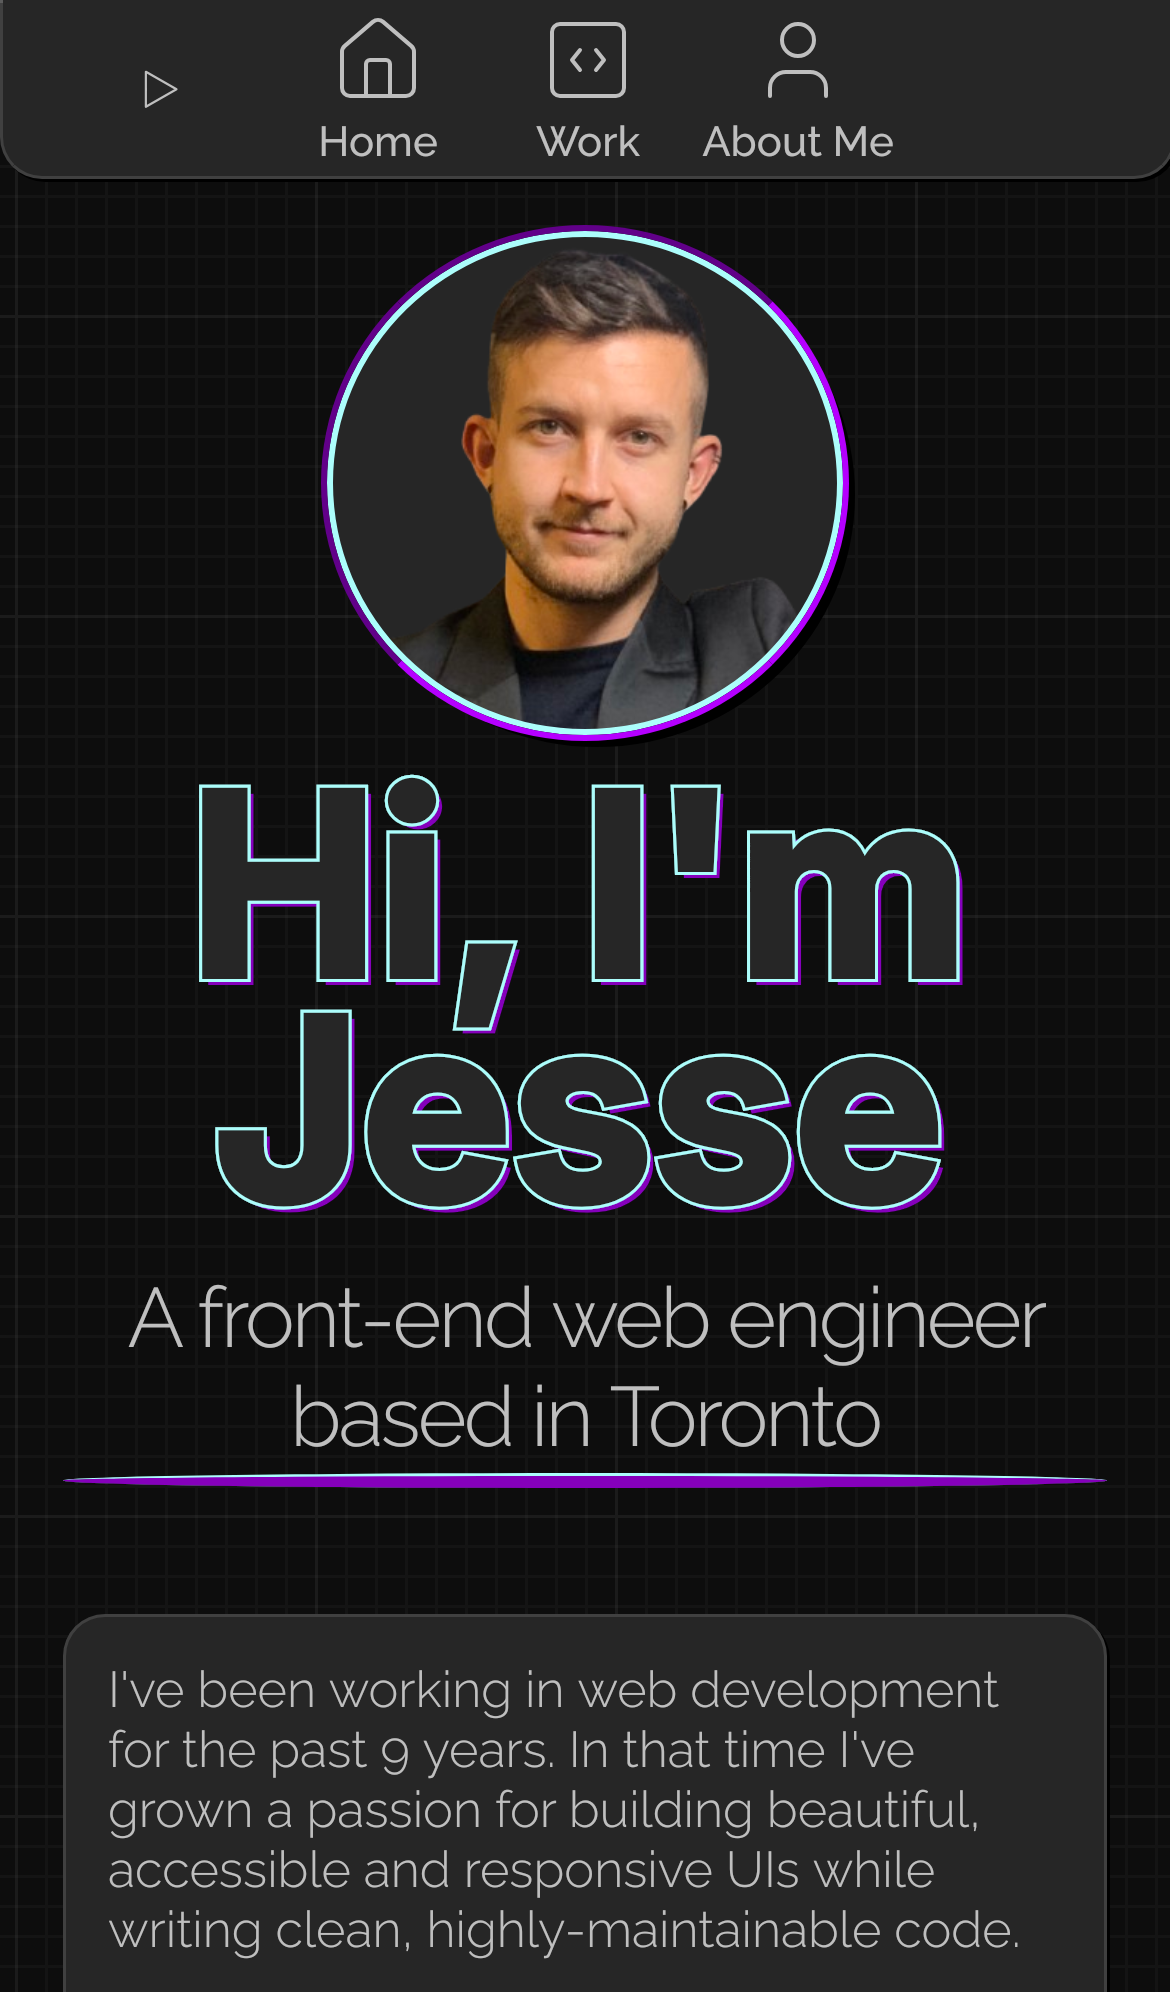 Home Work About Me
Hi, I'm
Jesse
A front-end web engineer
based in Toronto
I've been working in web development
for the past 9 years. In that time I've
grown a passion for building beautiful,
accessible and responsive UIs while
writing clean, highly-maintainable code.